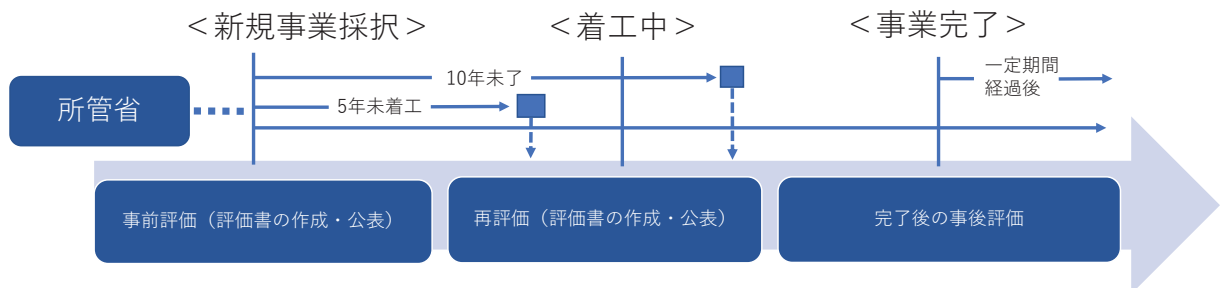 ＜新規事業採択＞
＜着工中＞
＜事業完了＞
所管省
10年未了
5年未着工
一定期間
経過後
事前評価（評価書の作成・公表）
再評価（評価書の作成・公表）
完了後の事後評価